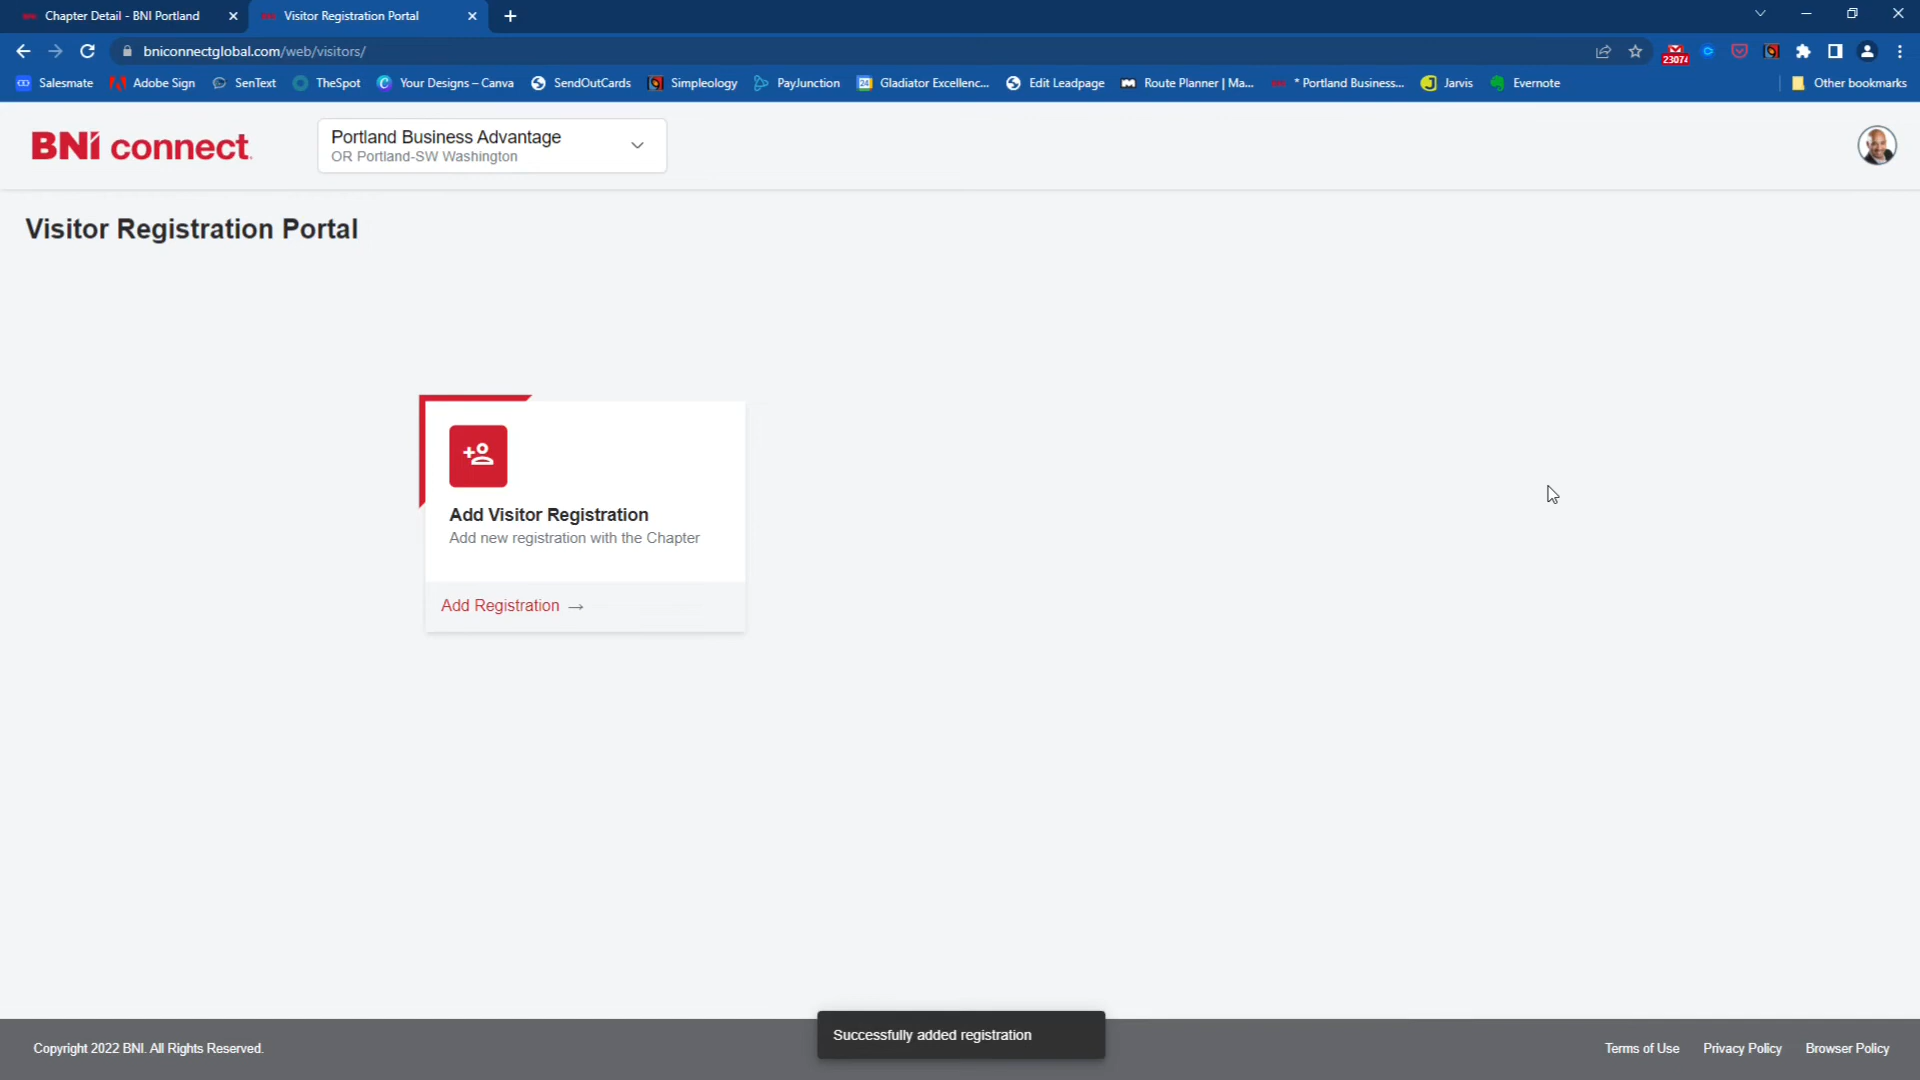 Chapter Detail - BNI Portland
Visitor Registration Portal
bniconnectglobal.com/web/visitors/
23074
Salesmate
Adobe Sign
SenText
TheSpot
Your Designs – Canva
SendOutCards
Simpleology
PayJunction
24
Gladiator Excellenc...
Edit Leadpage
Route Planner | Ma...
* Portland Business...
Jarvis
Evernote
Other bookmarks
BNI connect
Portland Business Advantage
OR Portland-SW Washington
Visitor Registration Portal
Add Visitor Registration
Add new registration with the Chapter
Add Registration →
Successfully added registration
Copyright 2022 BNI. All Rights Reserved.
Terms of Use
Privacy Policy
Browser Policy